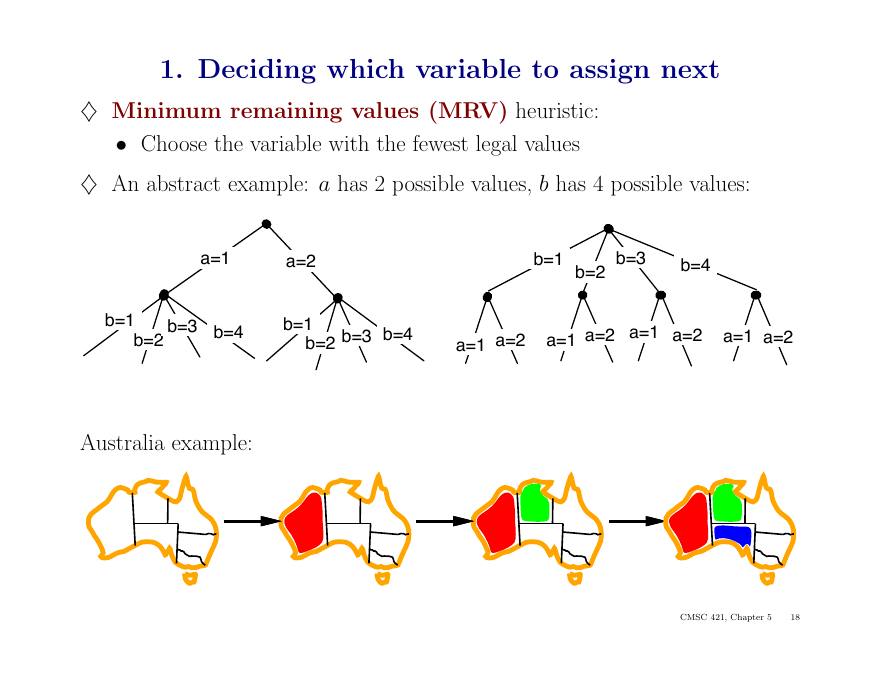 1. Deciding which variable to assign next
♢ Minimum remaining values (MRV) heuristic:
• Choose the variable with the fewest legal values
♢ An abstract example: a has 2 possible values, b has 4 possible values:
a=1 a=2
b=1 b=2 b=3 b=4
b=1 b=2 b=3 b=4
b=1 b=2 b=3 b=4
a=1 a=2 a=1 a=2 a=1 a=2 a=1 a=2
Australia example:
CMSC 421, Chapter 5 18